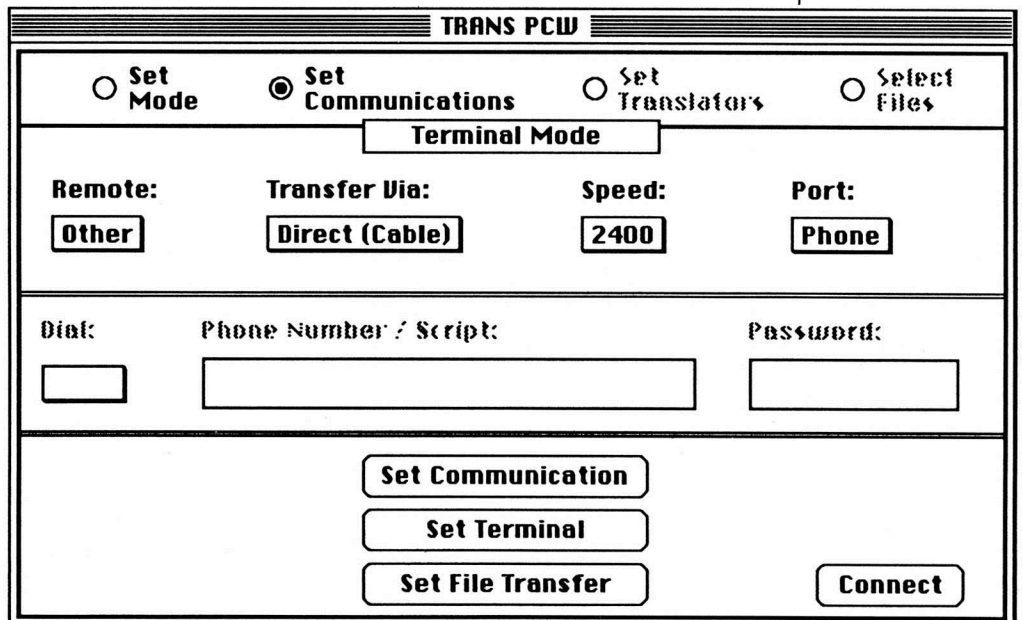 TRANS PCW
Set Mode
Set Communications
Set Translators
Select Files
Terminal Mode
Remote: Transfer Via: Speed: Port:
Other Direct (Cable) 2400 Phone
Dial: Phone Number / Script: Password:
Set Communication
Set Terminal
Set File Transfer
Connect